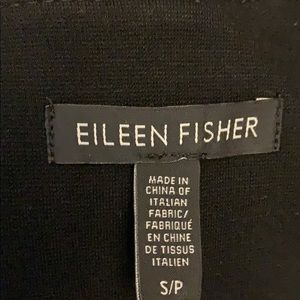 EILEEN FISHER
MADE IN
CHINA OF
ITALIAN
FABRIC/
FABRIQUÉ
EN CHINE
DE TISSUS
ITALIEN
S/P